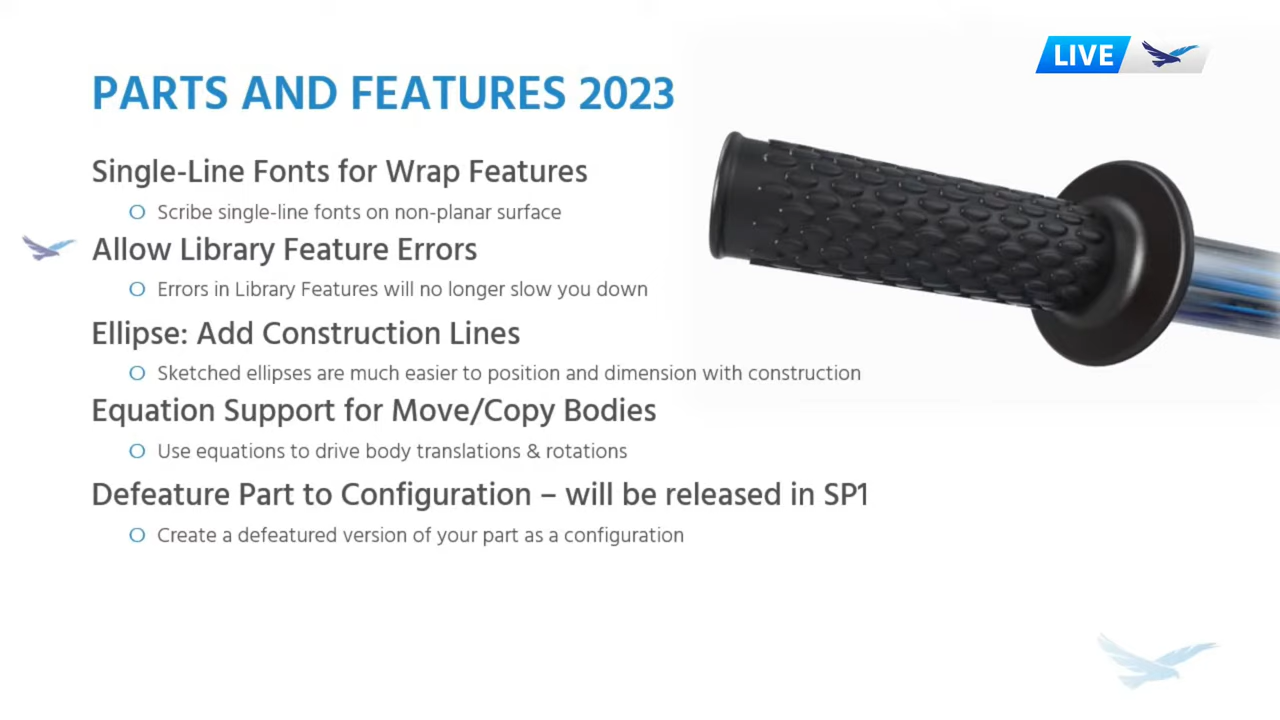 LIVE
PARTS AND FEATURES 2023
Single-Line Fonts for Wrap Features
O Scribe single-line fonts on non-planar surface
Allow Library Feature Errors
O Errors in Library Features will no longer slow you down
Ellipse: Add Construction Lines
O Sketched ellipses are much easier to position and dimension with construction
Equation Support for Move/Copy Bodies
O Use equations to drive body translations & rotations
Defeature Part to Configuration – will be released in SP1
O Create a defeatured version of your part as a configuration